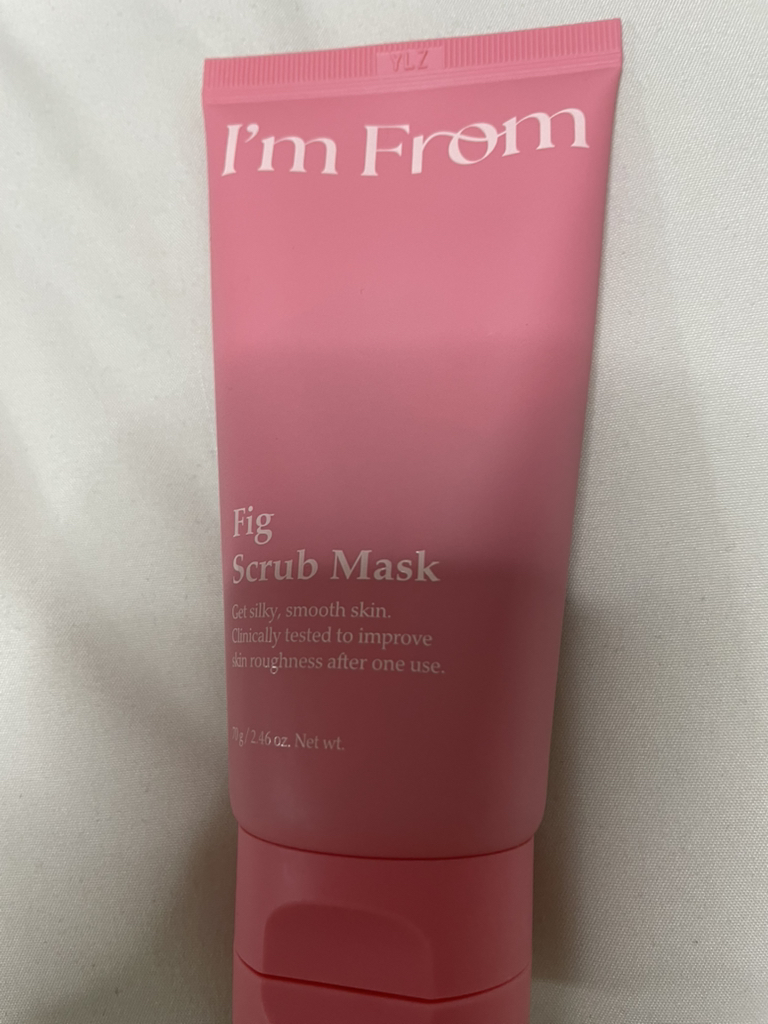 YLZ
I'm From
Fig
Scrub Mask
Get silky, smooth skin.
Clinically tested to improve
skin roughness after one use.
70 g / 2.46 oz. Net wt.